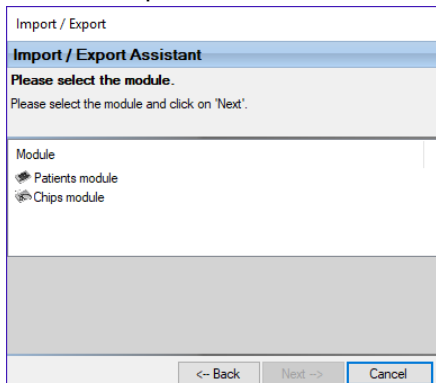 Import / Export
Import / Export Assistant
Please select the module.
Please select the module and click on 'Next'.
Module
Patients module
Chips module
<-- Back Next --> Cancel